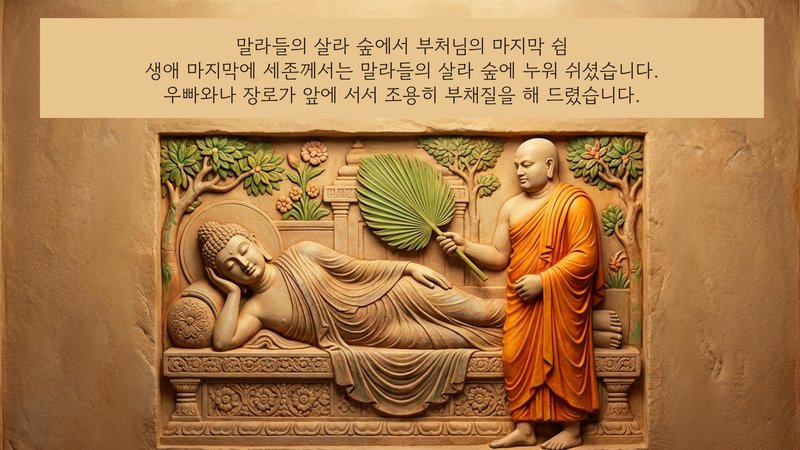 말라들의 살라 숲에서 부처님의 마지막 쉼
생애 마지막에 세존께서는 말라들의 살라 숲에 누워 쉬셨습니다.
우빠와나 장로가 앞에 서서 조용히 부채질을 해 드렸습니다.